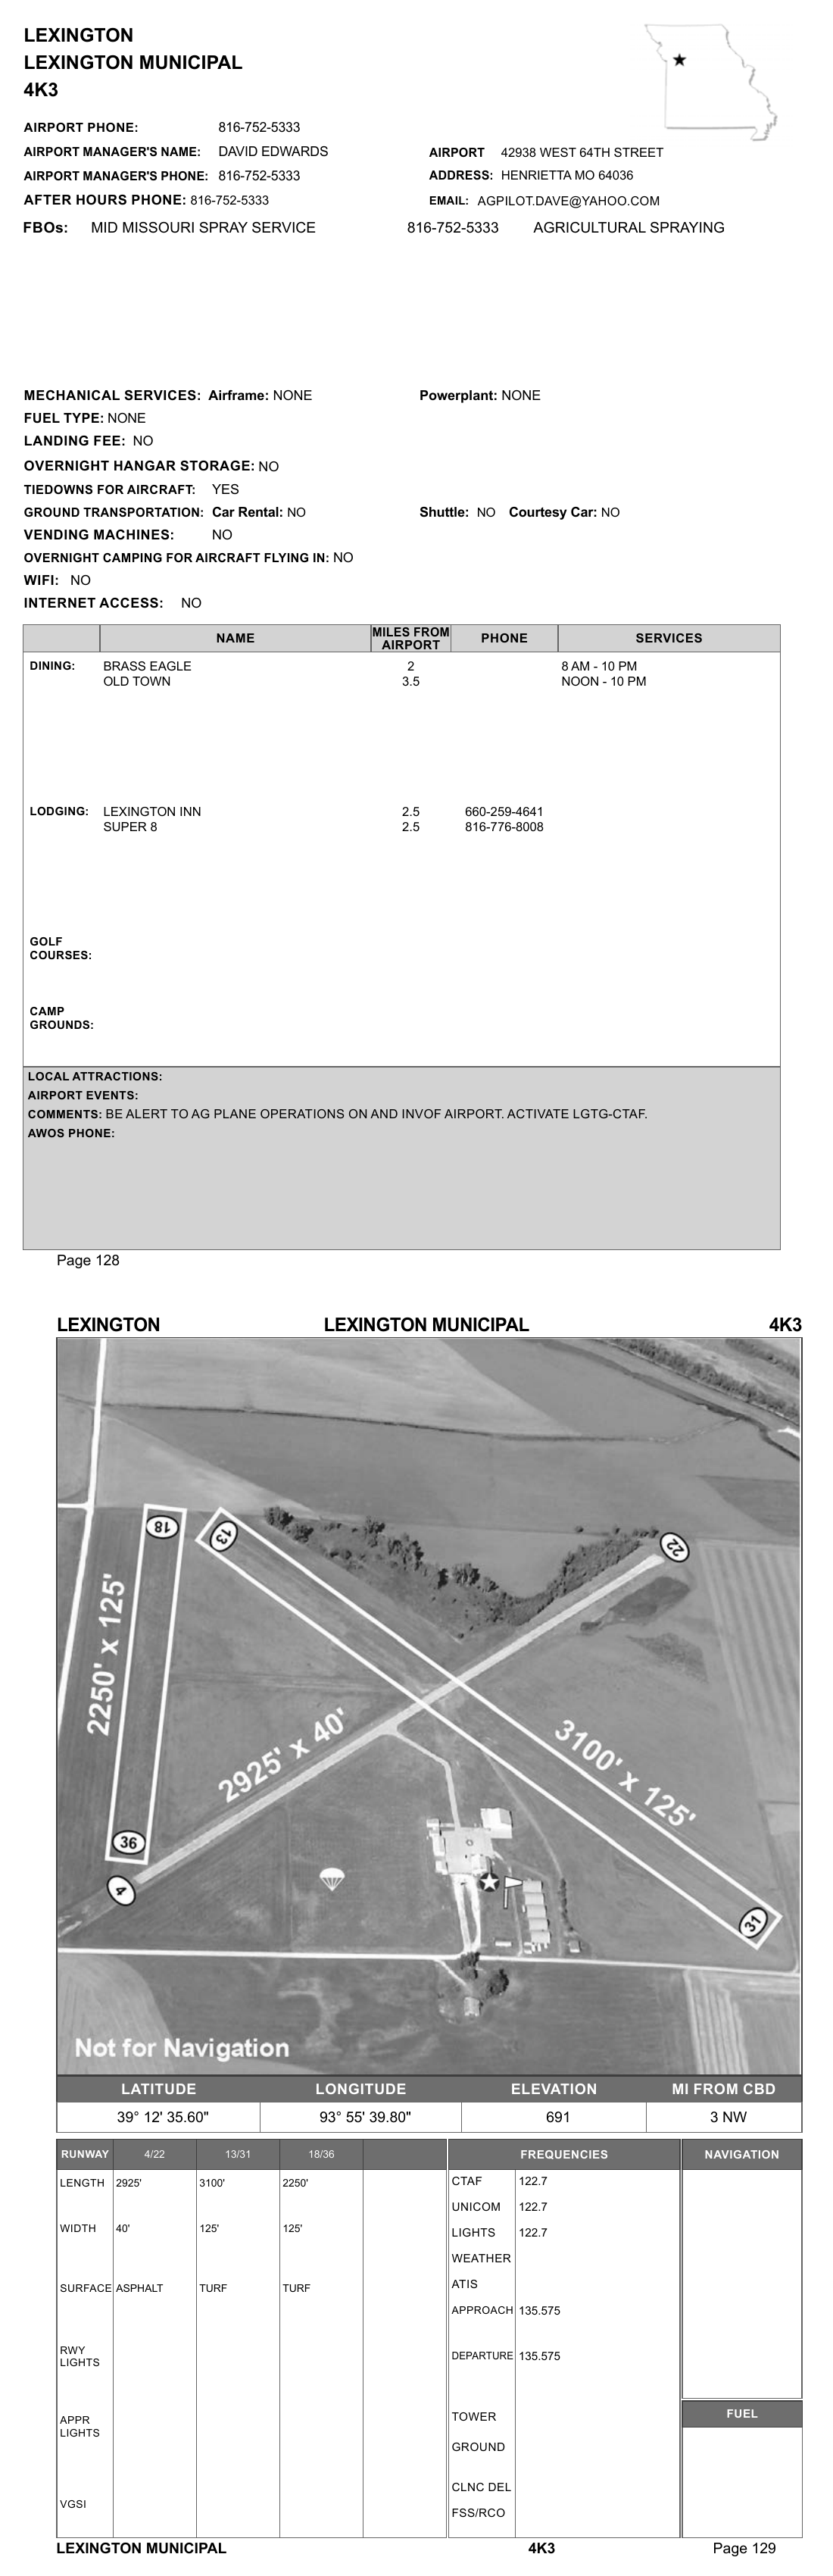 LEXINGTON
LEXINGTON MUNICIPAL
4K3
AIRPORT PHONE: 816-752-5333
AIRPORT MANAGER'S NAME: DAVID EDWARDS
AIRPORT 42938 WEST 64TH STREET
AIRPORT MANAGER'S PHONE: 816-752-5333
ADDRESS: HENRIETTA MO 64036
AFTER HOURS PHONE: 816-752-5333
EMAIL: AGPILOT.DAVE@YAHOO.COM
FBOs: MID MISSOURI SPRAY SERVICE 816-752-5333 AGRICULTURAL SPRAYING
MECHANICAL SERVICES: Airframe: NONE Powerplant: NONE
FUEL TYPE: NONE
LANDING FEE: NO
OVERNIGHT HANGAR STORAGE: NO
TIEDOWNS FOR AIRCRAFT: YES
GROUND TRANSPORTATION: Car Rental: NO Shuttle: NO Courtesy Car: NO
VENDING MACHINES: NO
OVERNIGHT CAMPING FOR AIRCRAFT FLYING IN: NO
WIFI: NO
INTERNET ACCESS: NO
NAME MILES FROM AIRPORT PHONE SERVICES
DINING: BRASS EAGLE 2 8 AM - 10 PM
OLD TOWN 3.5 NOON - 10 PM
LODGING: LEXINGTON INN 2.5 660-259-4641
SUPER 8 2.5 816-776-8008
GOLF
COURSES:
CAMP
GROUNDS:
LOCAL ATTRACTIONS:
AIRPORT EVENTS:
COMMENTS: BE ALERT TO AG PLANE OPERATIONS ON AND INVOF AIRPORT. ACTIVATE LGTG-CTAF.
AWOS PHONE:
Page 128
LEXINGTON LEXINGTON MUNICIPAL 4K3
18
13
22
2250' x 125'
2925' x 40'
3100' x 125'
36
4
31
Not for Navigation
LATITUDE LONGITUDE ELEVATION MI FROM CBD
39° 12' 35.60" 93° 55' 39.80" 691 3 NW
RUNWAY 4/22 13/31 18/36 FREQUENCIES NAVIGATION
LENGTH 2925' 3100' 2250' CTAF 122.7
UNICOM 122.7
WIDTH 40' 125' 125' LIGHTS 122.7
WEATHER
SURFACE ASPHALT TURF TURF ATIS
APPROACH 135.575
RWY
LIGHTS
DEPARTURE 135.575
FUEL
APPR
LIGHTS
TOWER
GROUND
CLNC DEL
VGSI
FSS/RCO
LEXINGTON MUNICIPAL 4K3 Page 129